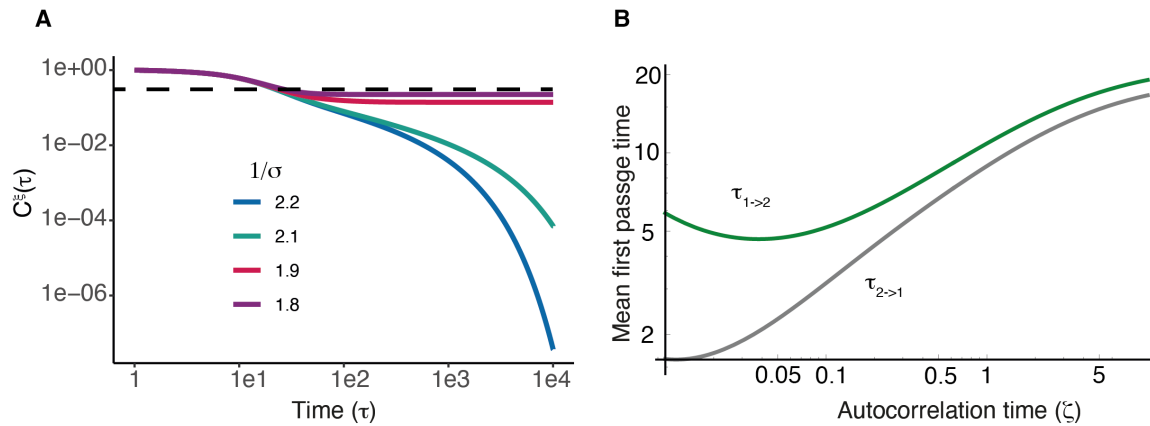 A
1e+00
1e−02
1e−04
1e−06
Cξ(τ)
1/σ
2.2
2.1
1.9
1.8
1
1e1
1e2
1e3
1e4
Time (τ)
B
20
10
5
2
Mean first passge time
τ1->2
τ2->1
0.05
0.1
0.5
1
5
Autocorrelation time (ζ)